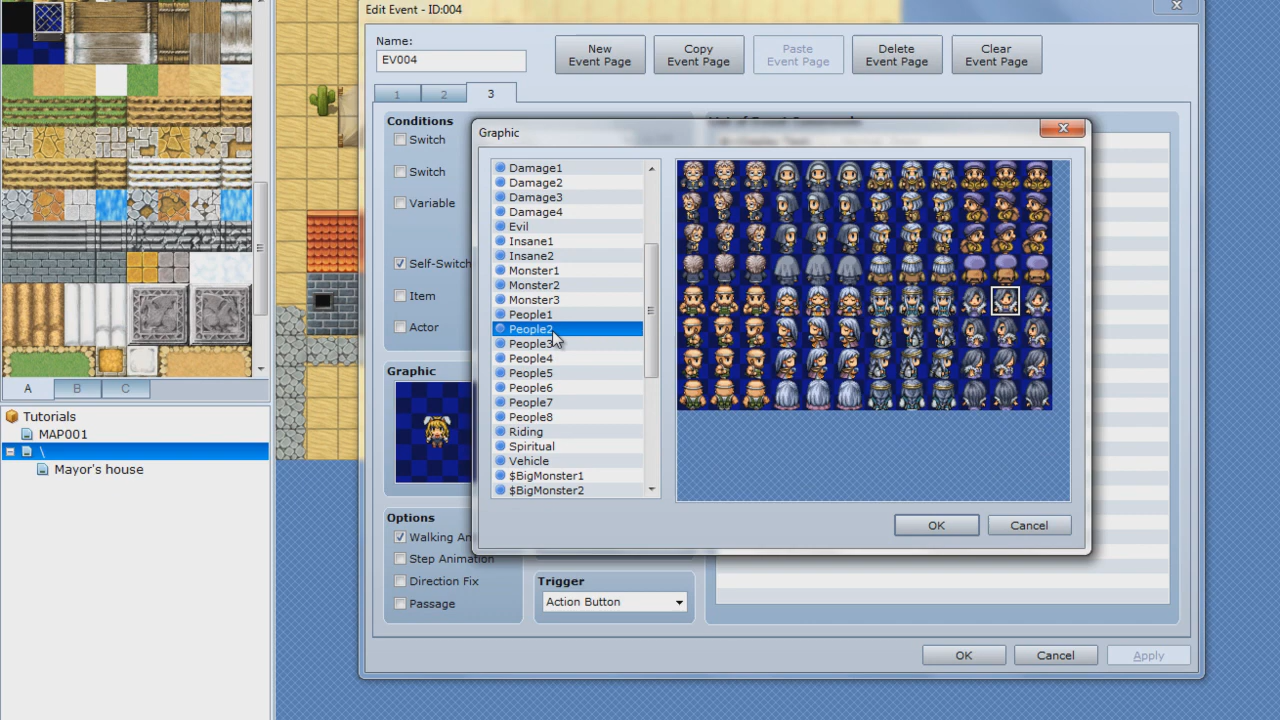 Edit Event - ID:004
Name:
EV004
New
Event Page
Copy
Event Page
Paste
Event Page
Delete
Event Page
Clear
Event Page
1
2
3
Conditions
Switch
Switch
Variable
Self-Switch
Item
Actor
Graphic
Options
Walking An
Step Animation
Direction Fix
Passage
Trigger
Action Button
Graphic
Damage1
Damage2
Damage3
Damage4
Evil
Insane1
Insane2
Monster1
Monster2
Monster3
People1
People2
People3
People4
People5
People6
People7
People8
Riding
Spiritual
Vehicle
$BigMonster1
$BigMonster2
OK
Cancel
OK
Cancel
Apply
A
B
C
Tutorials
MAP001
\
Mayor's house